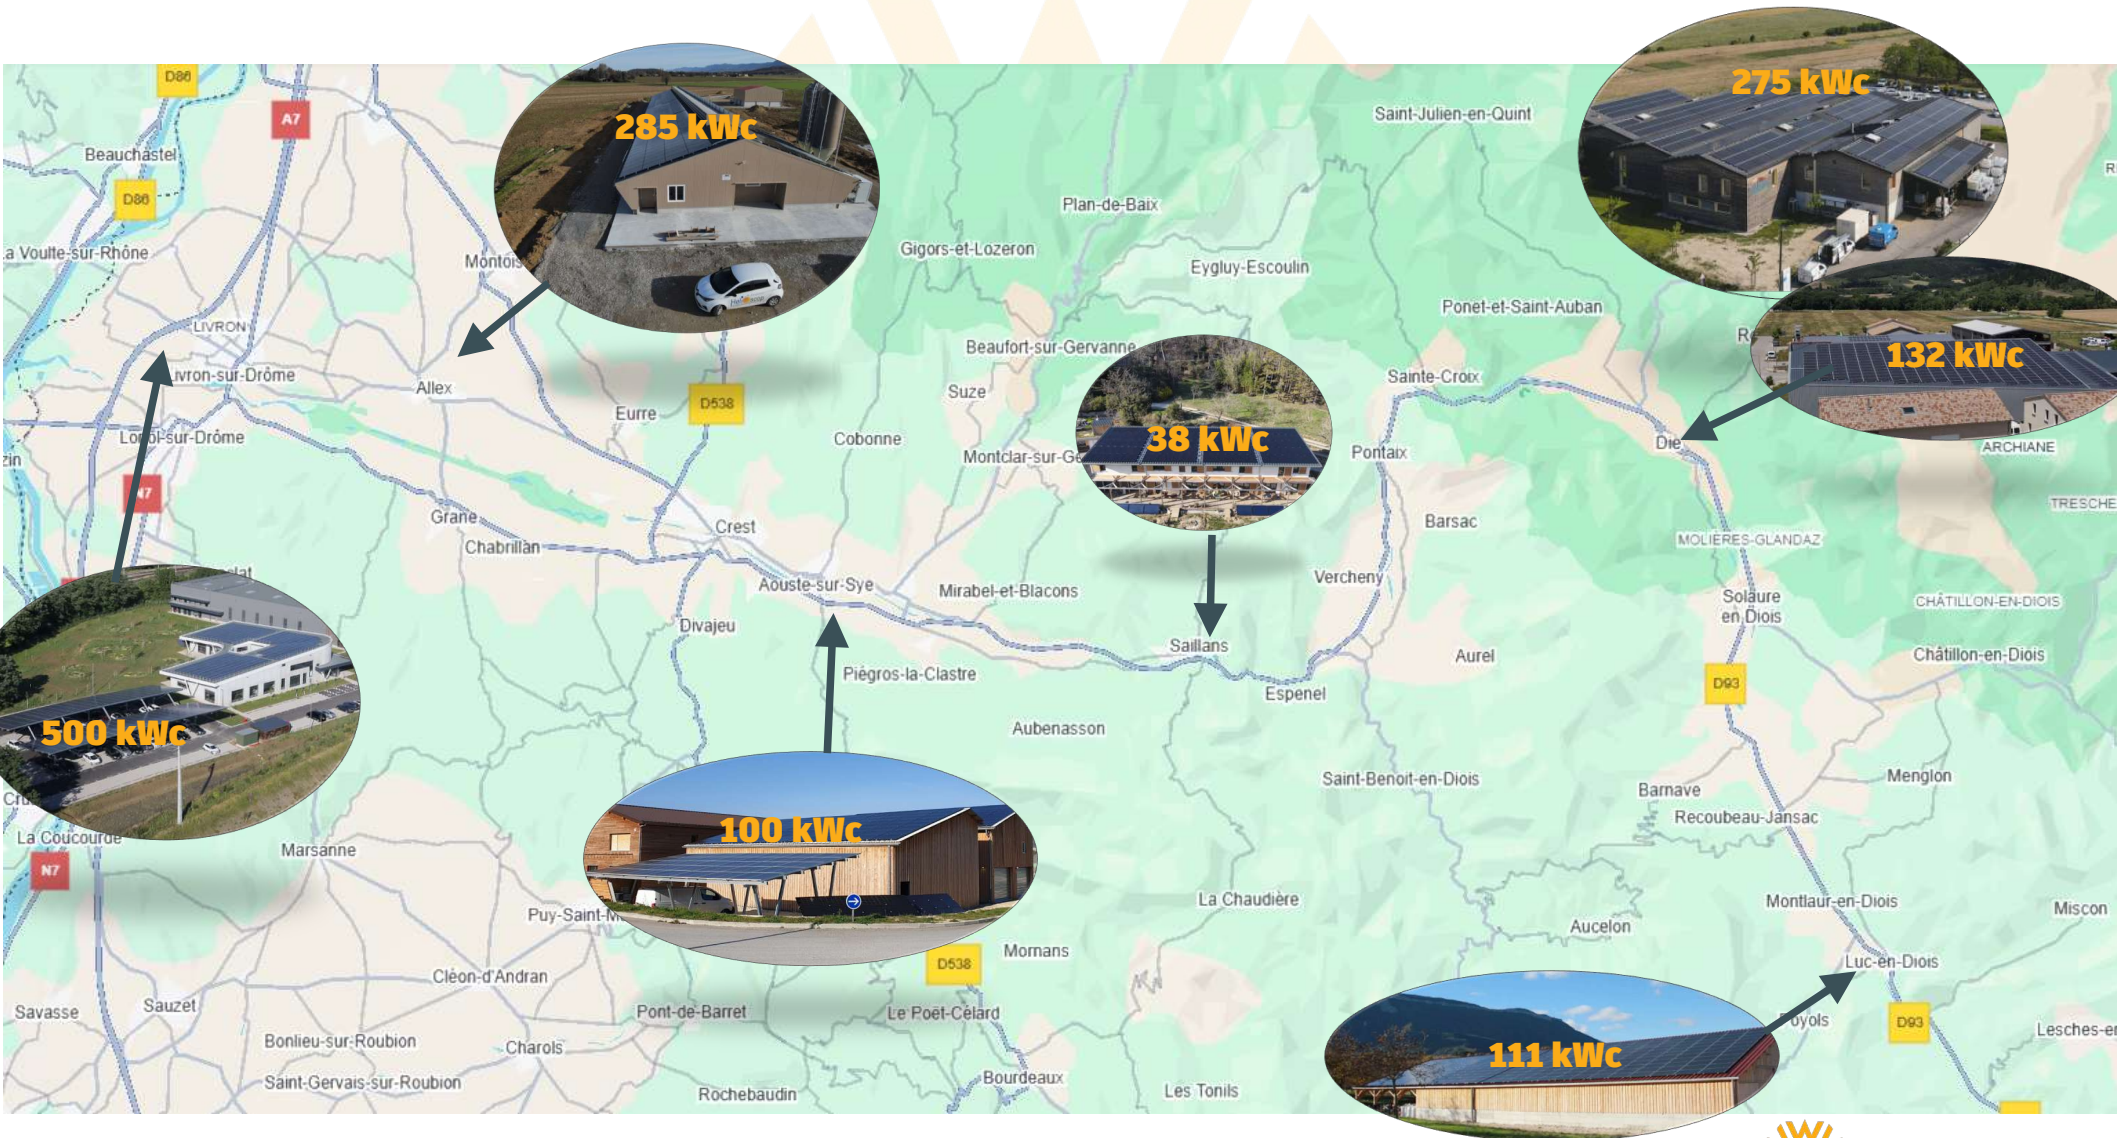 D86
A7
285 kWc
275 kWc
Saint-Julien-en-Quint
Beauchastel
D86
Plan-de-Baix
Gigors-et-Lozeron
La Voulte-sur-Rhône
Eygluy-Escoulin
Ponet-et-Saint-Auban
LIVRON
Beaufort-sur-Gervanne
132 kWc
Livron-sur-Drôme
Allex
Suze
Sainte-Croix
Eurre
D538
Cobonne
38 kWc
Die
Loriol-sur-Drôme
Montclar-sur-Ge
Pontaix
ARCHIANE
N7
TRESCHE
Grane
Crest
Barsac
Chabrillan
MOLIÈRES-GLANDAZ
Aouste-sur-Sye
Mirabel-et-Blacons
Vercheny
Solaure
en Diois
CHÂTILLON-EN-DIOIS
Divajeu
Saillans
Aurel
Châtillon-en-Diois
Piégros-la-Clastre
D93
Espenel
500 kWc
Aubenasson
Saint-Benoit-en-Diois
Menglon
Barnave
Recoubeau-Jansac
100 kWc
La Coucourde
Marsanne
N7
La Chaudière
Montlaur-en-Diois
Miscon
Puy-Saint-M
Aucelon
Mornans
D538
Luc-en-Diois
Cléon-d'Andran
Savasse
Sauzet
Pont-de-Barret
Le Poët-Célard
Poyols
D93
Lesches-en
Bonlieu-sur-Roubion
Charols
111 kWc
Saint-Gervais-sur-Roubion
Rochebaudin
Bourdeaux
Les Tonils